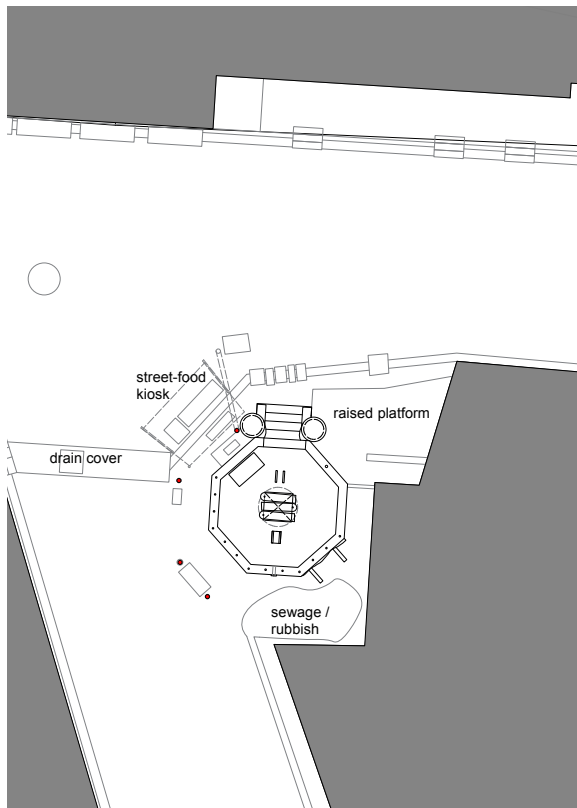 street-food
kiosk
raised platform
drain cover
sewage /
rubbish